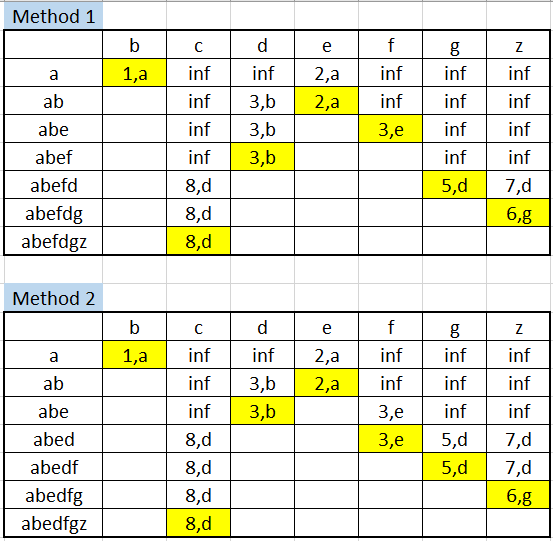 Method 1
b c d e f g z
a 1,a inf inf 2,a inf inf inf
ab inf 3,b 2,a inf inf inf
abe inf 3,b 3,e inf inf
abef inf 3,b inf inf
abefd 8,d 5,d 7,d
abefdg 8,d 6,g
abefdgz 8,d
Method 2
b c d e f g z
a 1,a inf inf 2,a inf inf inf
ab inf 3,b 2,a inf inf inf
abe inf 3,b 3,e inf inf
abed 8,d 3,e 5,d 7,d
abedf 8,d 5,d 7,d
abedfg 8,d 6,g
abedfgz 8,d